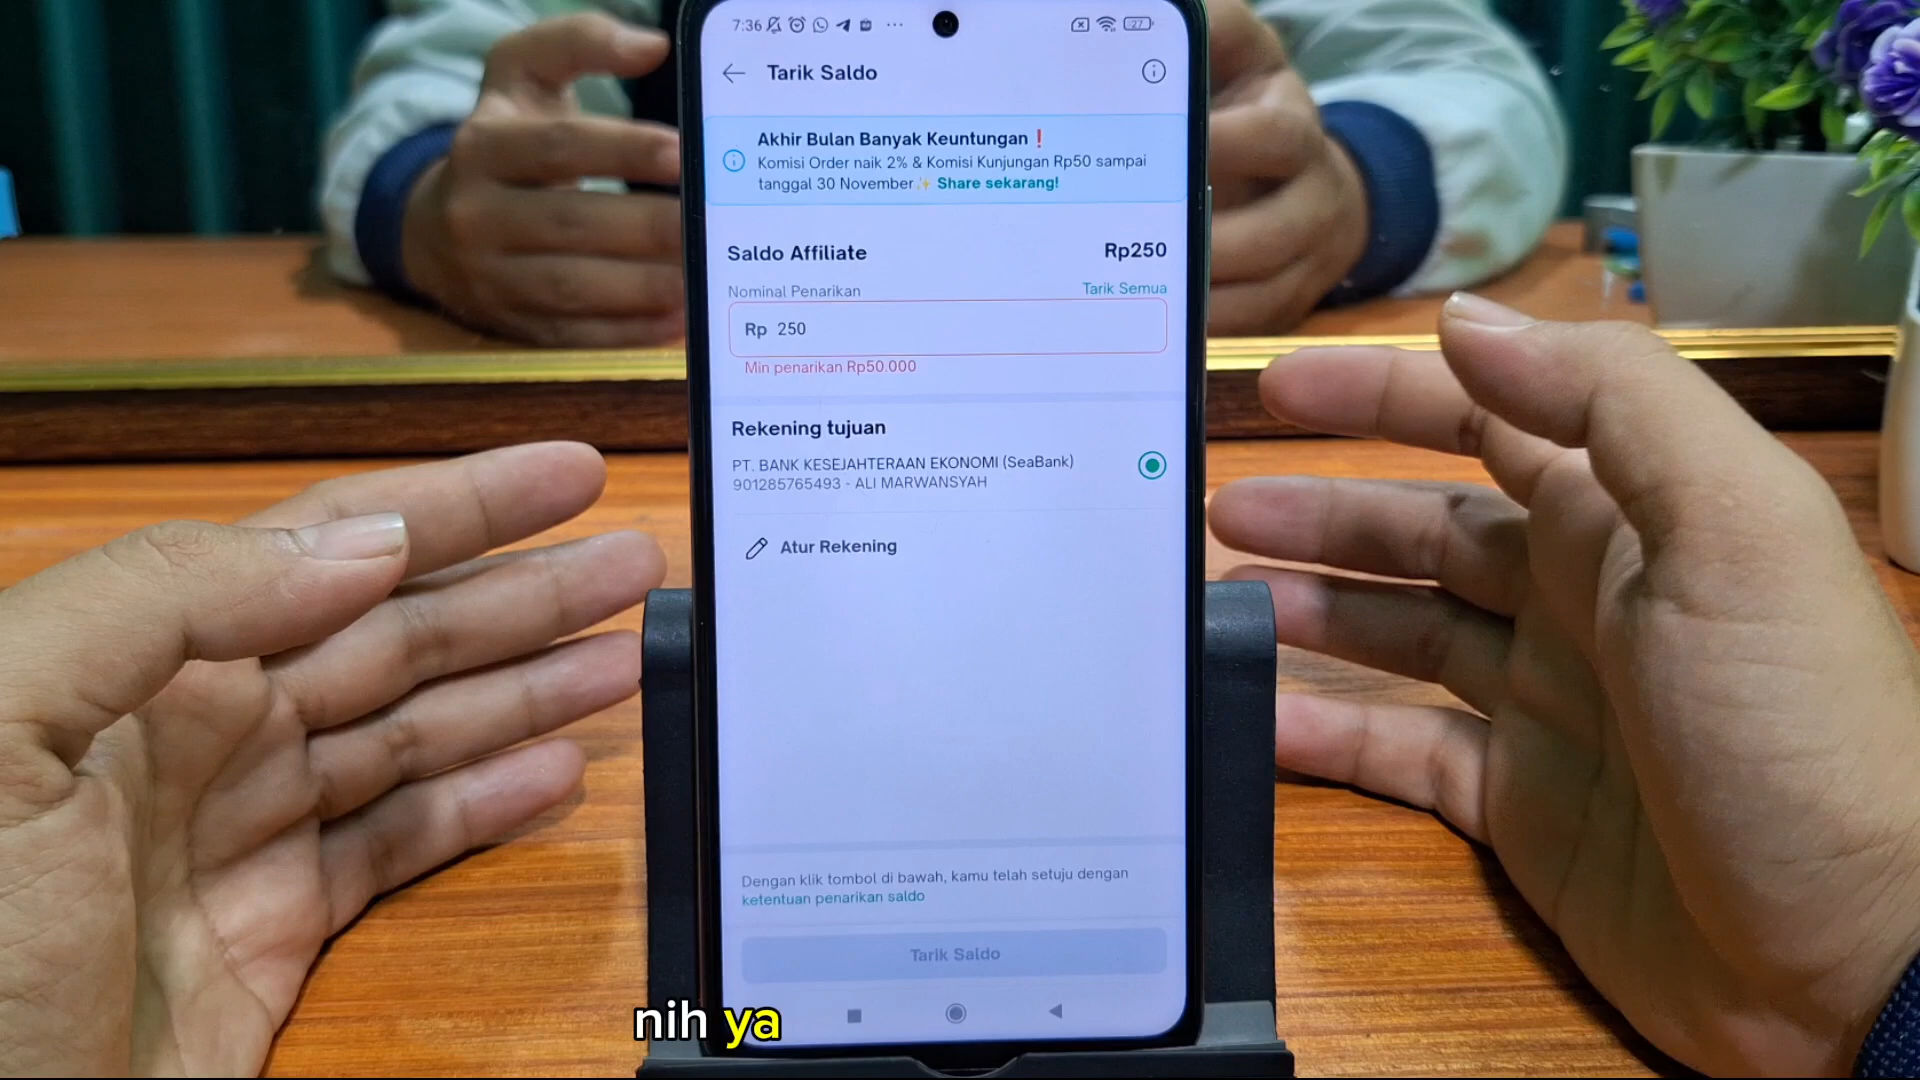 7:36
27
Tarik Saldo
Akhir Bulan Banyak Keuntungan❗
Komisi Order naik 2% & Komisi Kunjungan Rp50 sampai
tanggal 30 November✨ Share sekarang!
Saldo Affiliate Rp250
Nominal Penarikan Tarik Semua
Rp 250
Min penarikan Rp50.000
Rekening tujuan
PT. BANK KESEJAHTERAAN EKONOMI (SeaBank)
901285765493 - ALI MARWANSYAH
Atur Rekening
Dengan klik tombol di bawah, kamu telah setuju dengan
ketentuan penarikan saldo
Tarik Saldo
nih ya